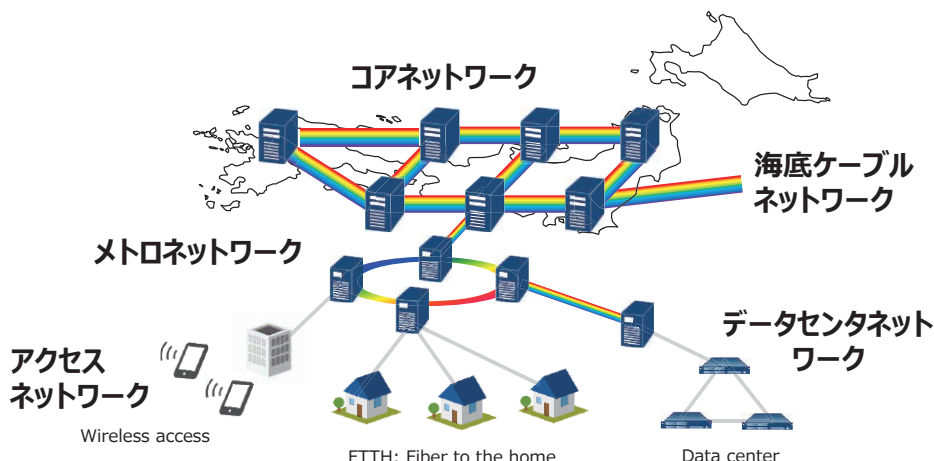 コアネットワーク
海底ケーブル
ネットワーク
メトロネットワーク
データセンタネット
ワーク
アクセス
ネットワーク
Wireless access
FTTH: Fiber to the home
Data center